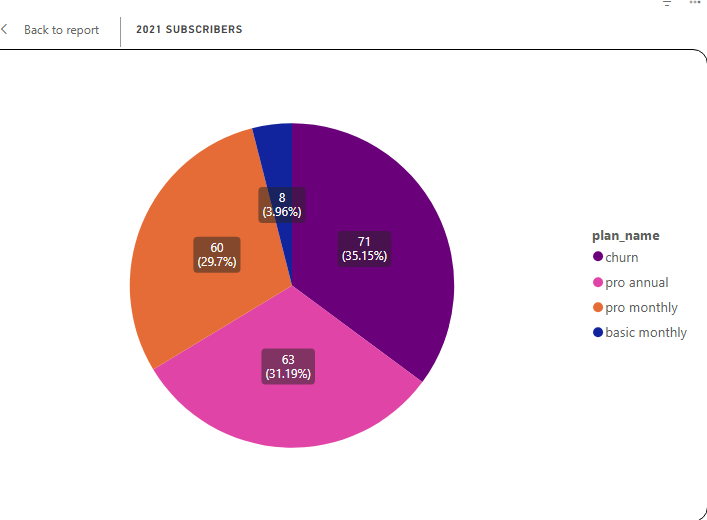 Back to report
2021 SUBSCRIBERS
8
(3.96%)
71
(35.15%)
60
(29.7%)
63
(31.19%)
plan_name
churn
pro annual
pro monthly
basic monthly